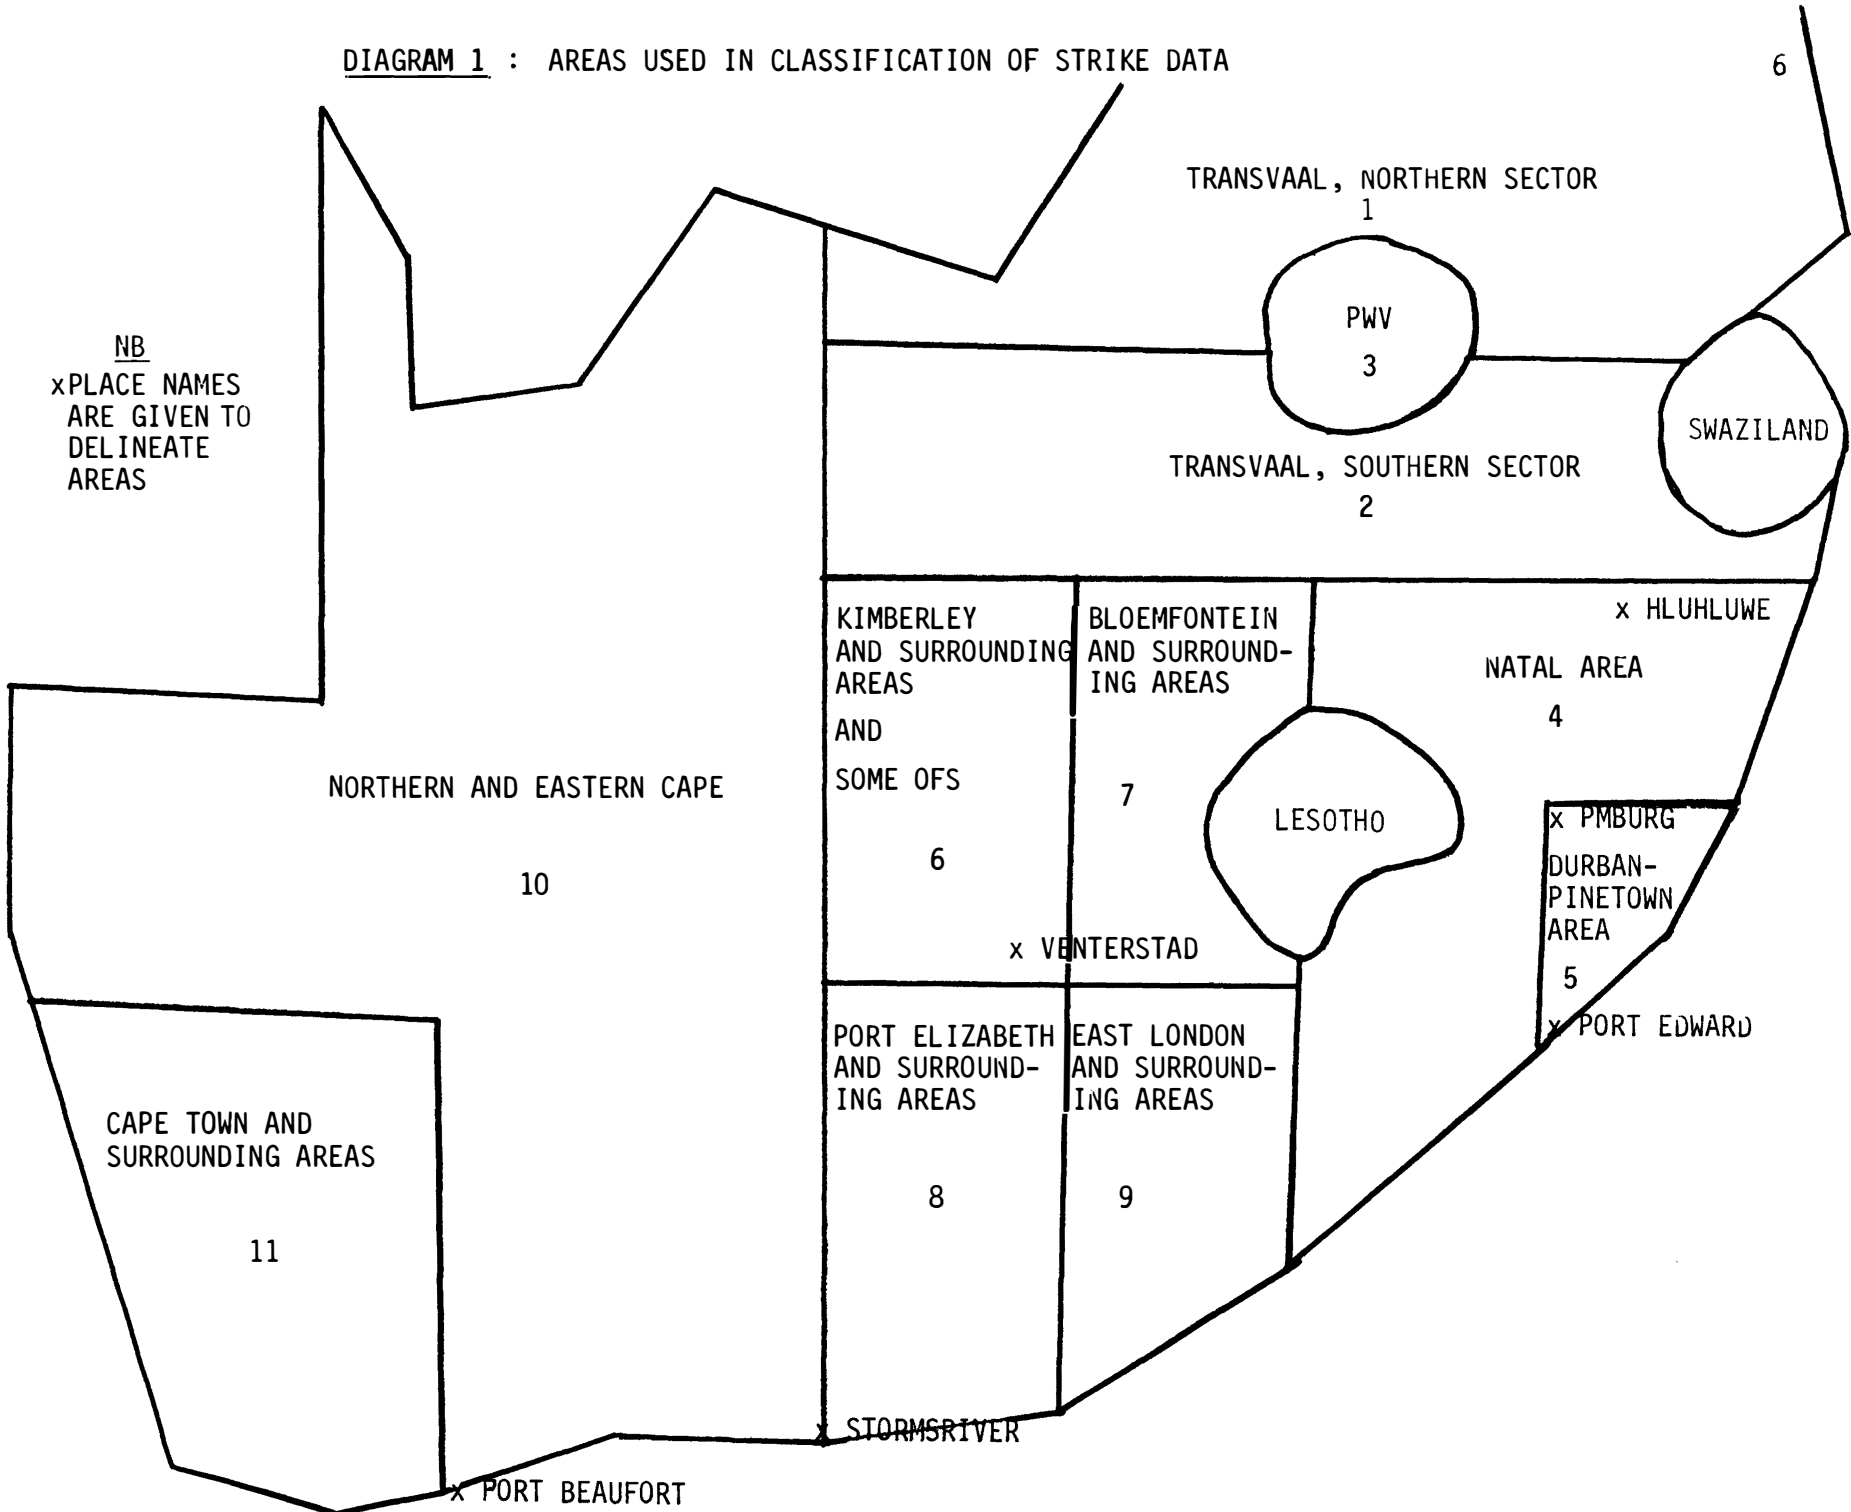 DIAGRAM 1 : AREAS USED IN CLASSIFICATION OF STRIKE DATA
6
TRANSVAAL, NORTHERN SECTOR
1
PWV
3
NB
xPLACE NAMES
ARE GIVEN TO
DELINEATE
AREAS
SWAZILAND
TRANSVAAL, SOUTHERN SECTOR
2
KIMBERLEY
AND SURROUNDING
AREAS
AND
SOME OFS
6
BLOEMFONTEIN
AND SURROUND-
ING AREAS
7
x HLUHLUWE
NATAL AREA
4
NORTHERN AND EASTERN CAPE
10
LESOTHO
x PMBURG
DURBAN-
PINETOWN
AREA
5
x PORT EDWARD
x VENTERSTAD
PORT ELIZABETH
AND SURROUND-
ING AREAS
8
EAST LONDON
AND SURROUND-
ING AREAS
9
CAPE TOWN AND
SURROUNDING AREAS
11
x STORMSRIVER
x PORT BEAUFORT